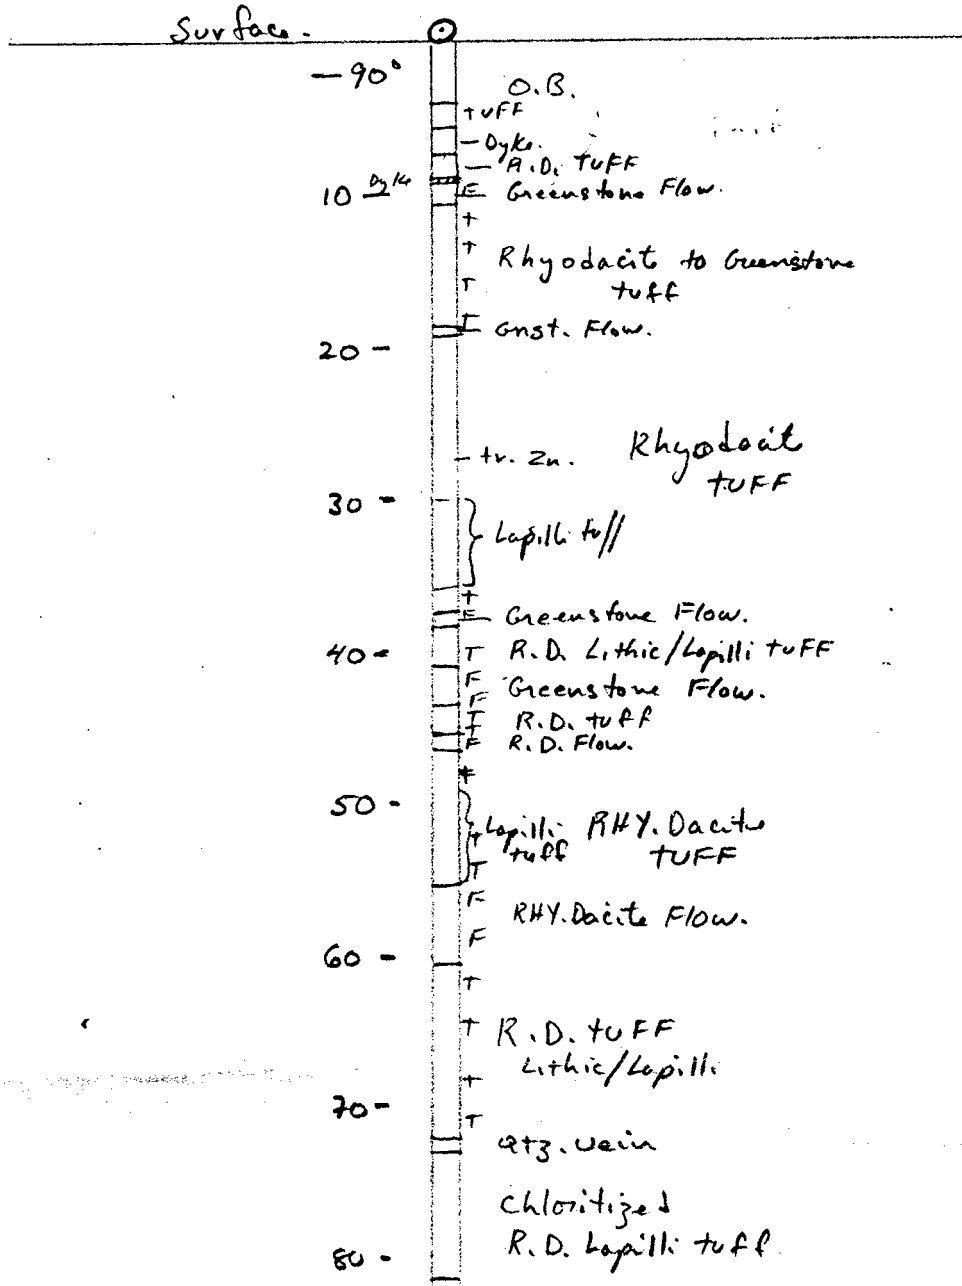 Surface.
— 90°
O.B.
tUFF
— Dyke.
— R.D. TUFF
10 Dyke F Greenstone Flow.
T
T Rhyodacite to Greenstone
T tuff
F Gnst. Flow.
20 -
Rhyodacite
- tr. Zn.
TUFF
30 -
Lapilli tuff
T
F Greenstone Flow.
40 - T R.D. Lithic/Lapilli tUFF
F Greenstone Flow.
F
T R.D. tuff
T
F R.D. Flow.
50 -
Lapilli RHY. Dacite
T tuff TUFF
T
F RHY. Dacite Flow.
F
60 -
T
T R.D. tUFF
Lithic/Lapilli
T
70 -
T
qtz. vein
Chloritized
R.D. Lapilli tuff
80 -